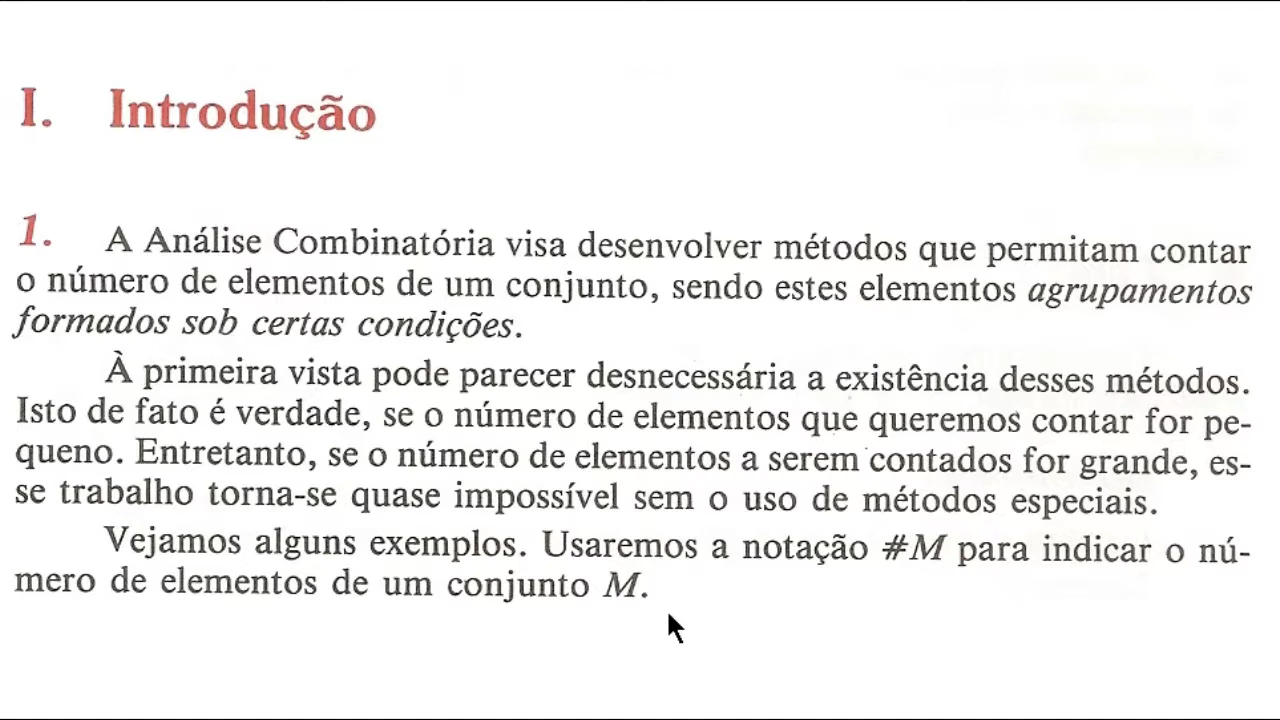 I. Introdução
1. A Análise Combinatória visa desenvolver métodos que permitam contar
o número de elementos de um conjunto, sendo estes elementos agrupamentos
formados sob certas condições.
À primeira vista pode parecer desnecessária a existência desses métodos.
Isto de fato é verdade, se o número de elementos que queremos contar for pe-
queno. Entretanto, se o número de elementos a serem contados for grande, es-
se trabalho torna-se quase impossível sem o uso de métodos especiais.
Vejamos alguns exemplos. Usaremos a notação #M para indicar o nú-
mero de elementos de um conjunto M.